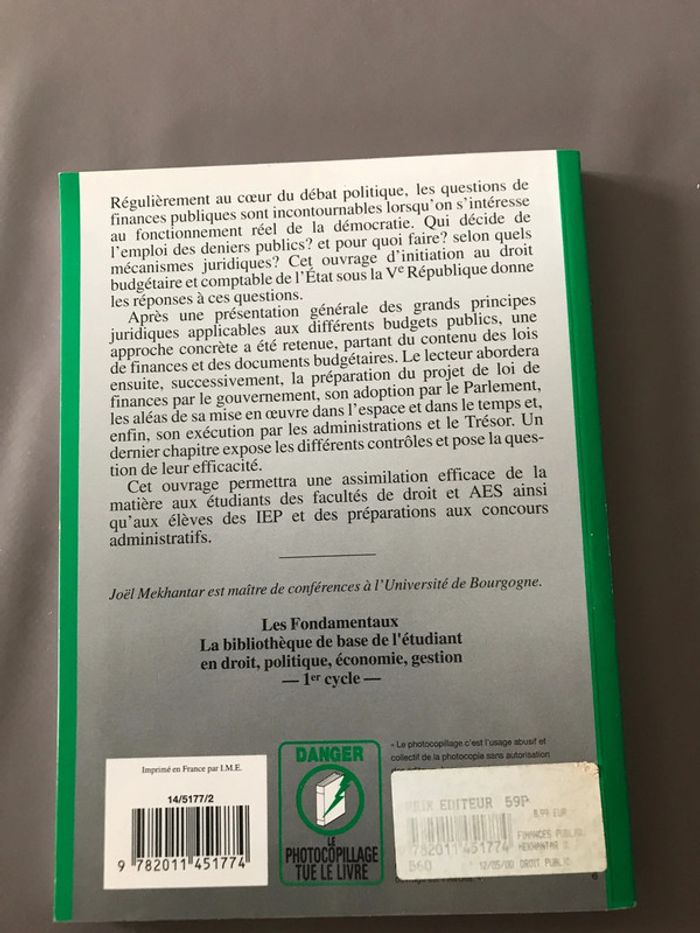 Régulièrement au cœur du débat politique, les questions de
finances publiques sont incontournables lorsqu'on s'intéresse
au fonctionnement réel de la démocratie. Qui décide de
l'emploi des deniers publics? et pour quoi faire? selon quels
mécanismes juridiques? Cet ouvrage d'initiation au droit
budgétaire et comptable de l'État sous la Ve République donne
les réponses à ces questions.
Après une présentation générale des grands principes
juridiques applicables aux différents budgets publics, une
approche concrète a été retenue, partant du contenu des lois
de finances et des documents budgétaires. Le lecteur abordera
ensuite, successivement, la préparation du projet de loi de
finances par le gouvernement, son adoption par le Parlement,
les aléas de sa mise en œuvre dans l'espace et dans le temps et,
enfin, son exécution par les administrations et le Trésor. Un
dernier chapitre expose les différents contrôles et pose la ques-
tion de leur efficacité.
Cet ouvrage permettra une assimilation efficace de la
matière aux étudiants des facultés de droit et AES ainsi
qu'aux élèves des IEP et des préparations aux concours
administratifs.
Joël Mekhantar est maître de conférences à l'Université de Bourgogne.
Les Fondamentaux
La bibliothèque de base de l'étudiant
en droit, politique, économie, gestion
— 1er cycle —
Imprimé en France par I.M.E.
14/5177/2
9 782011 451774
DANGER
LE
PHOTOCOPILLAGE
TUE LE LIVRE
« Le photocopillage c'est l'usage abusif et
collectif de la photocopie sans autorisation
PRIX EDITEUR 59F
8,99 EUR
FINANCES PUBLIQ
782011 451774 MEKHANTAR
560 12/05/00 DROIT PUBLIC